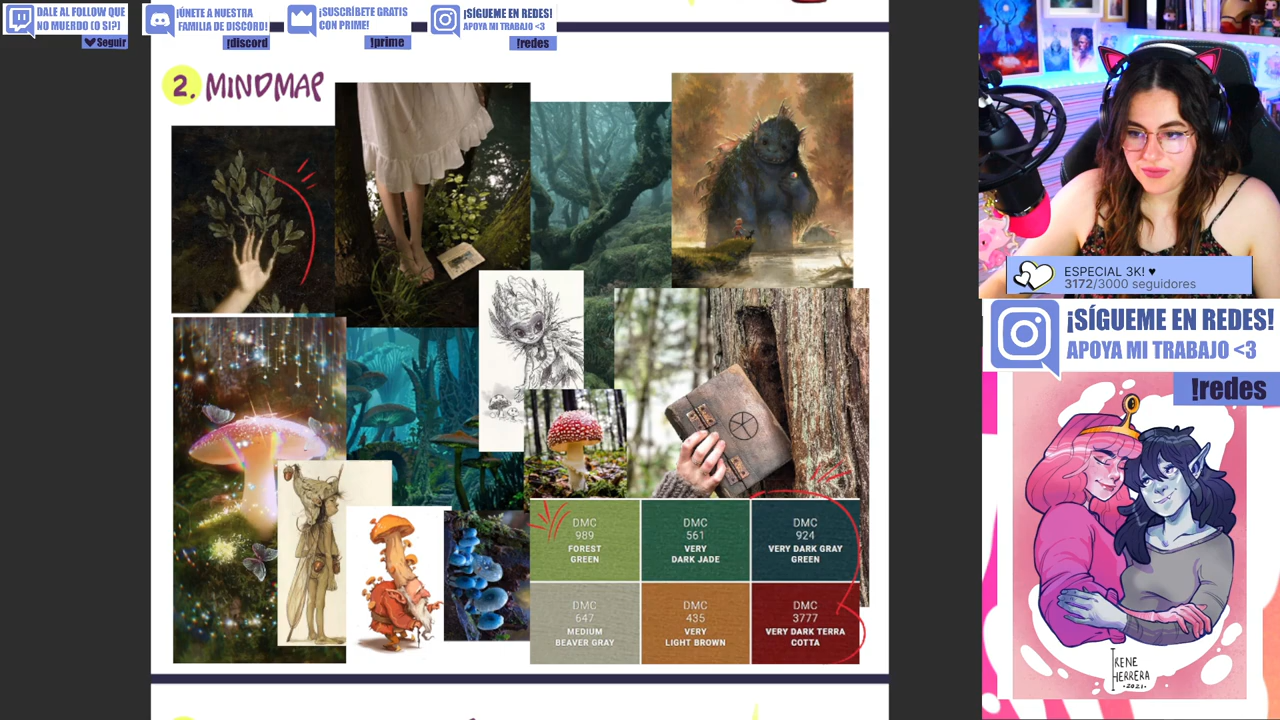 DALE AL FOLLOW QUE
NO MUERDO (O SI?)
Seguir
¡ÚNETE A NUESTRA
FAMILIA DE DISCORD!
!discord
¡SUSCRÍBETE GRATIS
CON PRIME!
!prime
¡SÍGUEME EN REDES!
APOYA MI TRABAJO <3
!redes
2. MINDMAP
DMC
989
FOREST
GREEN
DMC
561
VERY
DARK JADE
DMC
924
VERY DARK GRAY
GREEN
DMC
647
MEDIUM
BEAVER GRAY
DMC
435
VERY
LIGHT BROWN
DMC
3777
VERY DARK TERRA
COTTA
ESPECIAL 3K! ♥
3172/3000 seguidores
¡SÍGUEME EN REDES!
APOYA MI TRABAJO <3
!redes
IRENE
HERRERA
·2021·